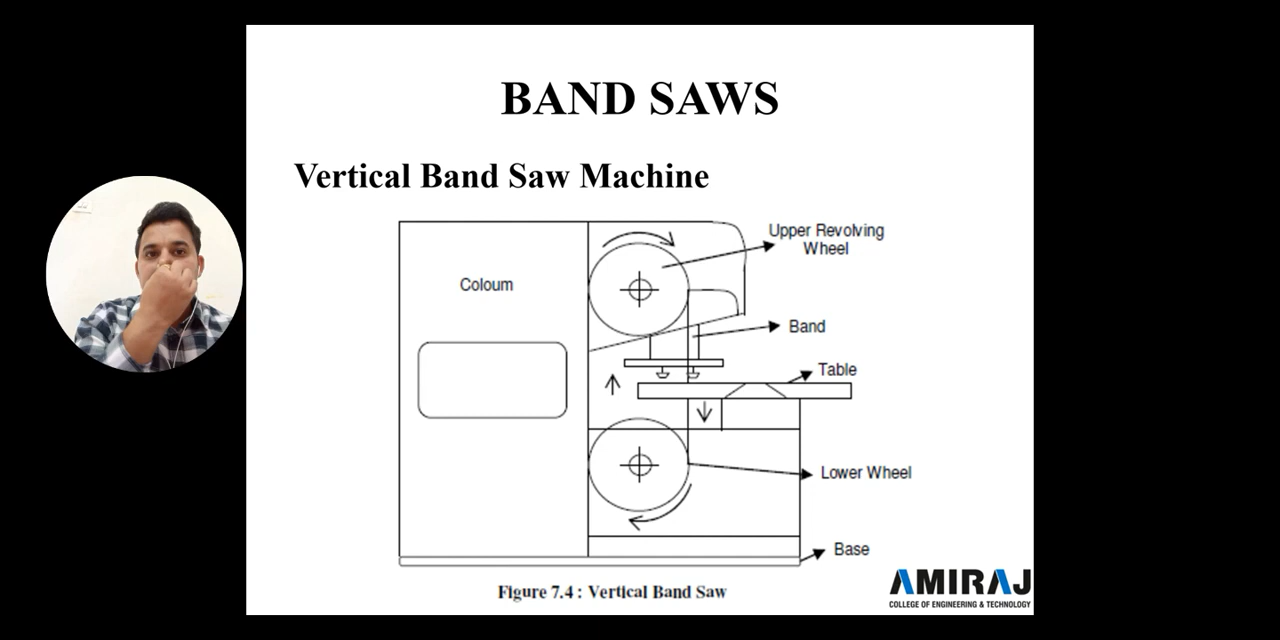 BAND SAWS
Vertical Band Saw Machine
Upper Revolving
Wheel
Coloum
Band
Table
Lower Wheel
Base
Figure 7.4 : Vertical Band Saw
AMIRAJ
COLLEGE OF ENGINEERING & TECHNOLOGY